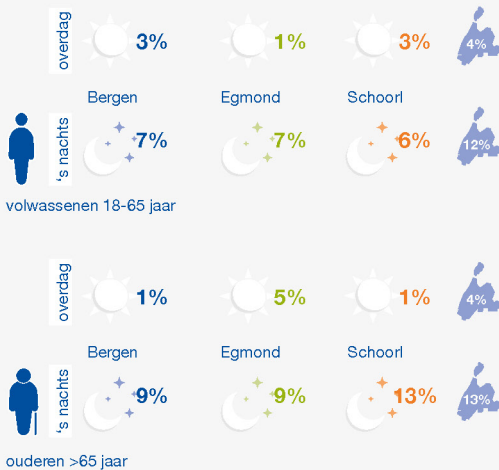 overdag
3% 1% 3% 4%
Bergen Egmond Schoorl
's nachts
7% 7% 6% 12%
volwassenen 18-65 jaar
overdag
1% 5% 1% 4%
Bergen Egmond Schoorl
's nachts
9% 9% 13% 13%
ouderen >65 jaar